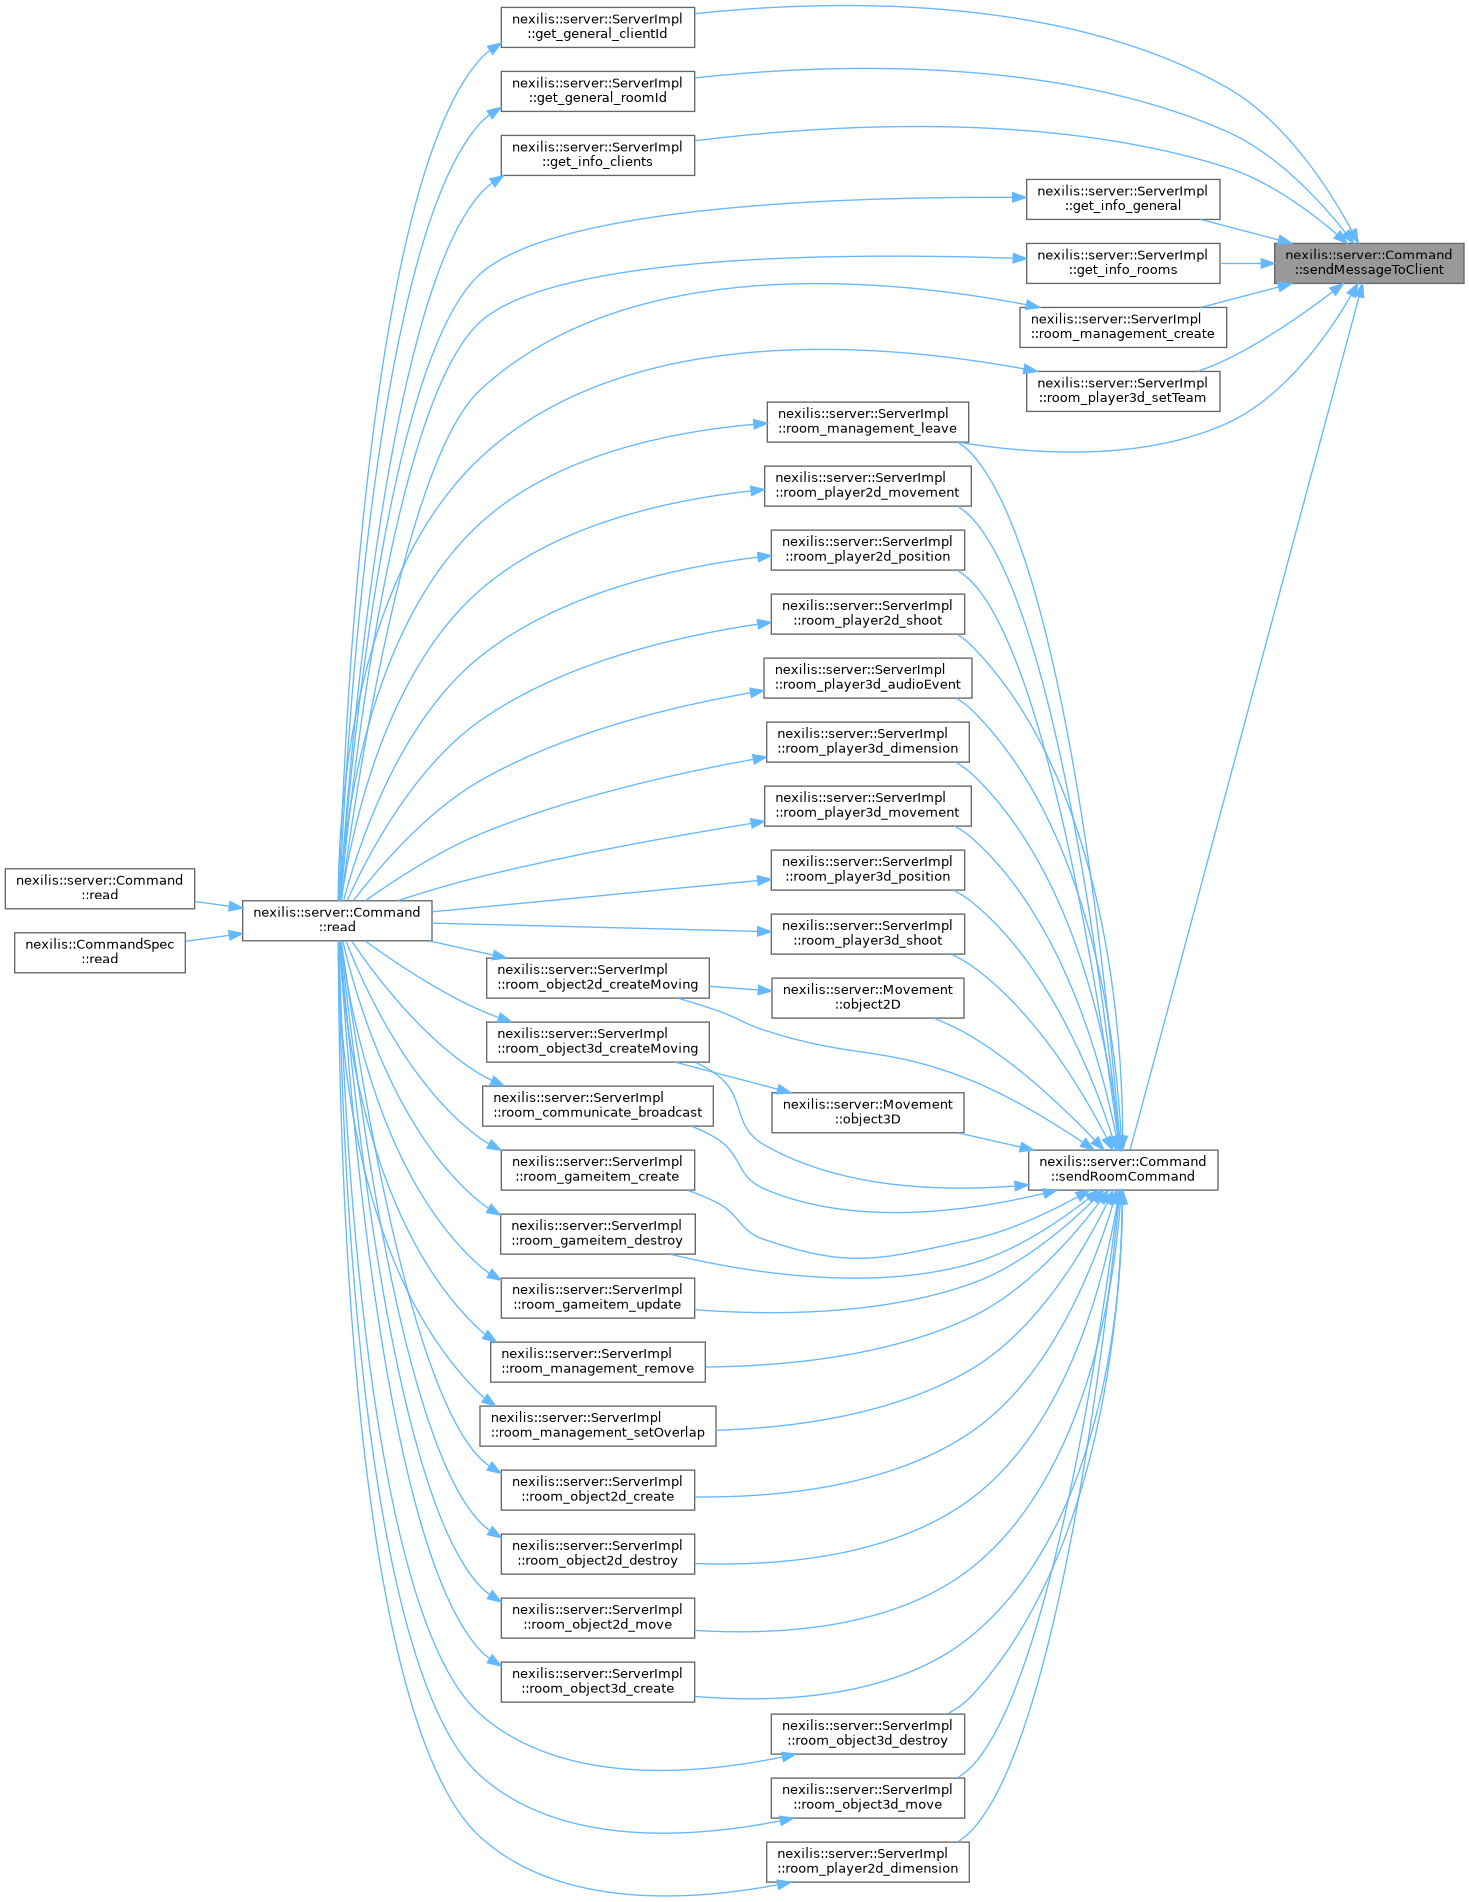 nexilis::server::ServerImpl
::get_general_clientId
nexilis::server::ServerImpl
::get_general_roomId
nexilis::server::ServerImpl
::get_info_clients
nexilis::server::ServerImpl
::get_info_general
nexilis::server::ServerImpl
::get_info_rooms
nexilis::server::Command
::sendMessageToClient
nexilis::server::ServerImpl
::room_management_create
nexilis::server::ServerImpl
::room_player3d_setTeam
nexilis::server::ServerImpl
::room_management_leave
nexilis::server::ServerImpl
::room_player2d_movement
nexilis::server::ServerImpl
::room_player2d_position
nexilis::server::ServerImpl
::room_player2d_shoot
nexilis::server::ServerImpl
::room_player3d_audioEvent
nexilis::server::ServerImpl
::room_player3d_dimension
nexilis::server::ServerImpl
::room_player3d_movement
nexilis::server::ServerImpl
::room_player3d_position
nexilis::server::Command
::read
nexilis::server::Command
::read
nexilis::CommandSpec
::read
nexilis::server::ServerImpl
::room_player3d_shoot
nexilis::server::ServerImpl
::room_object2d_createMoving
nexilis::server::Movement
::object2D
nexilis::server::ServerImpl
::room_object3d_createMoving
nexilis::server::ServerImpl
::room_communicate_broadcast
nexilis::server::Movement
::object3D
nexilis::server::Command
::sendRoomCommand
nexilis::server::ServerImpl
::room_gameitem_create
nexilis::server::ServerImpl
::room_gameitem_destroy
nexilis::server::ServerImpl
::room_gameitem_update
nexilis::server::ServerImpl
::room_management_remove
nexilis::server::ServerImpl
::room_management_setOverlap
nexilis::server::ServerImpl
::room_object2d_create
nexilis::server::ServerImpl
::room_object2d_destroy
nexilis::server::ServerImpl
::room_object2d_move
nexilis::server::ServerImpl
::room_object3d_create
nexilis::server::ServerImpl
::room_object3d_destroy
nexilis::server::ServerImpl
::room_object3d_move
nexilis::server::ServerImpl
::room_player2d_dimension